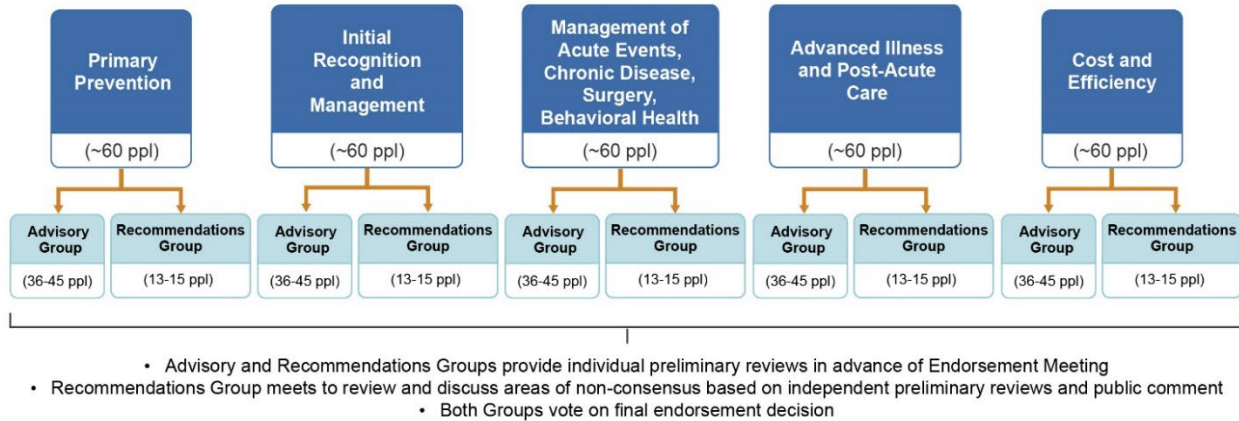 Primary
Prevention
(~60 ppl)
Initial
Recognition
and
Management
(~60 ppl)
Management of
Acute Events,
Chronic Disease,
Surgery,
Behavioral Health
(~60 ppl)
Advanced Illness
and Post-Acute
Care
(~60 ppl)
Cost and
Efficiency
(~60 ppl)
Advisory
Group
(36-45 ppl)
Recommendations
Group
(13-15 ppl)
Advisory
Group
(36-45 ppl)
Recommendations
Group
(13-15 ppl)
Advisory
Group
(36-45 ppl)
Recommendations
Group
(13-15 ppl)
Advisory
Group
(36-45 ppl)
Recommendations
Group
(13-15 ppl)
Advisory
Group
(36-45 ppl)
Recommendations
Group
(13-15 ppl)
• Advisory and Recommendations Groups provide individual preliminary reviews in advance of Endorsement Meeting
• Recommendations Group meets to review and discuss areas of non-consensus based on independent preliminary reviews and public comment
• Both Groups vote on final endorsement decision